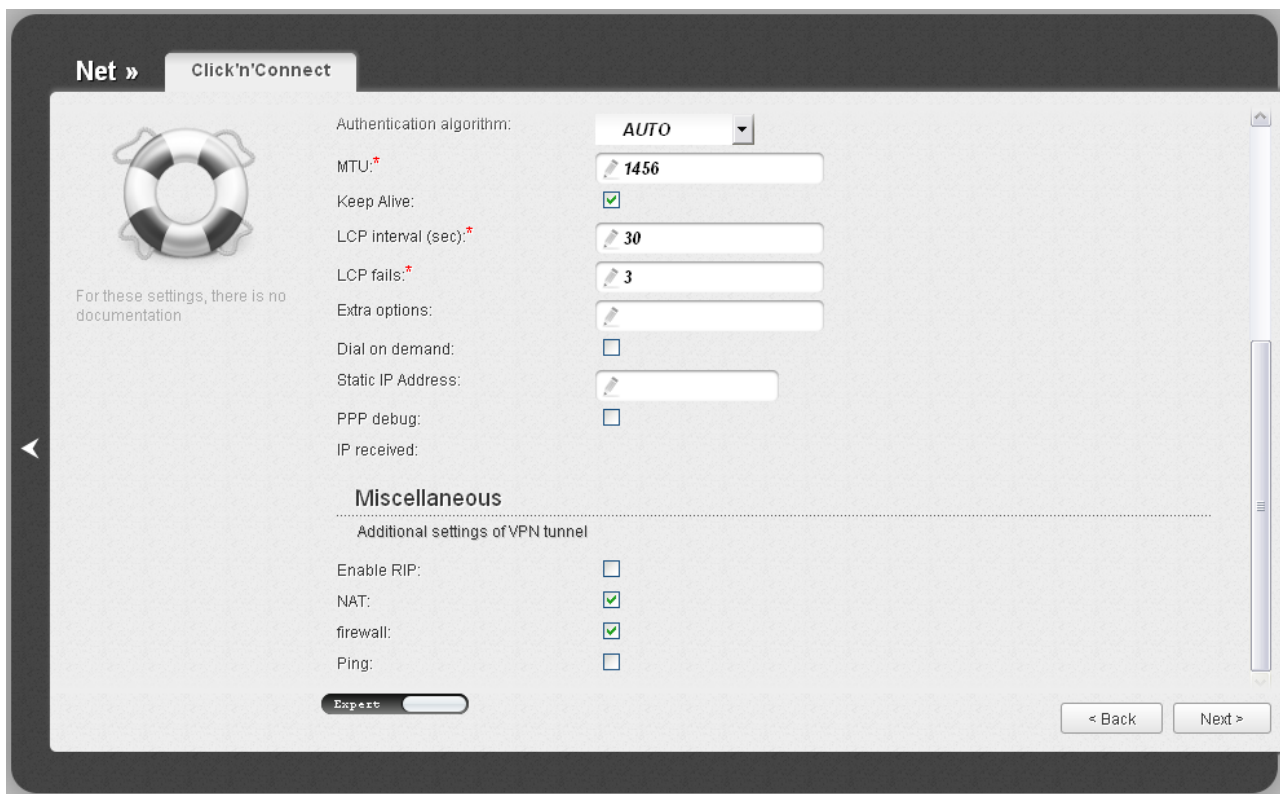 Net » Click'n'Connect
For these settings, there is no
documentation
Authentication algorithm: AUTO
MTU:* 1456
Keep Alive:
LCP interval (sec):* 30
LCP fails:* 3
Extra options:
Dial on demand:
Static IP Address:
PPP debug:
IP received:
Miscellaneous
Additional settings of VPN tunnel
Enable RIP:
NAT:
firewall:
Ping:
Expert
< Back Next >